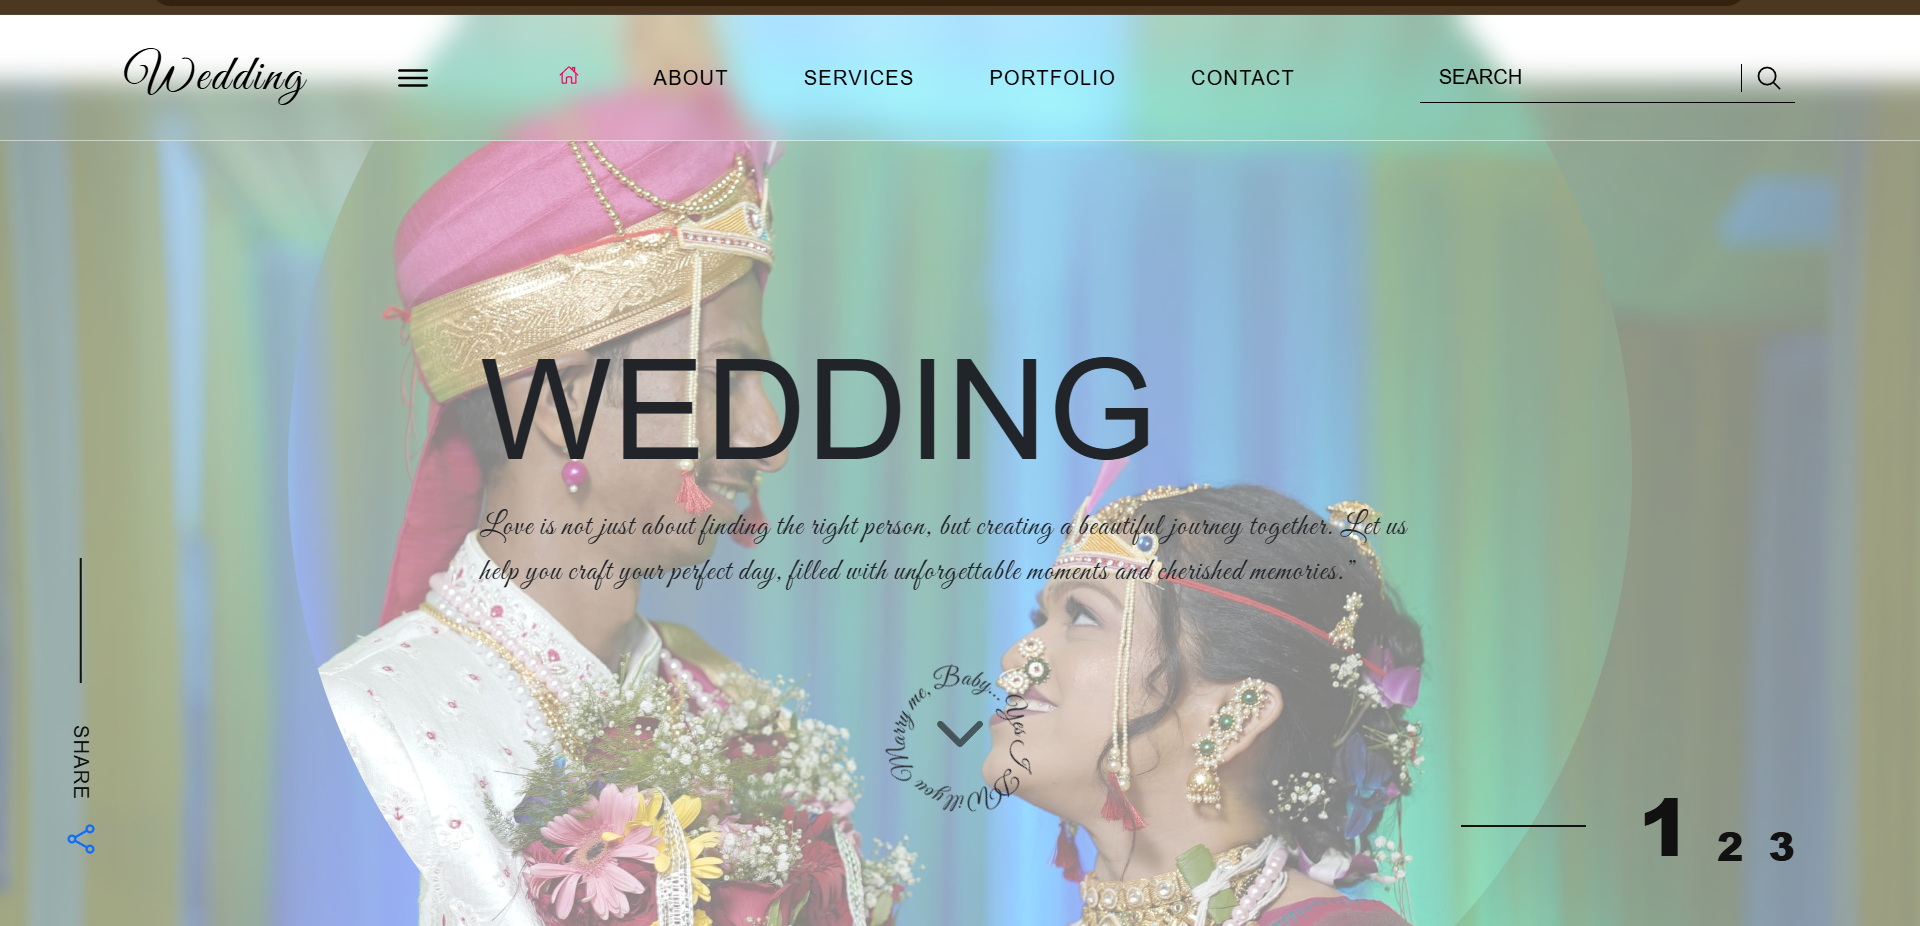 Wedding
ABOUT
SERVICES
PORTFOLIO
CONTACT
SEARCH
WEDDING
Love is not just about finding the right person, but creating a beautiful journey together. Let us
help you craft your perfect day, filled with unforgettable moments and cherished memories.”
Will you Marry me, Baby... Yes I D
SHARE
1 2 3